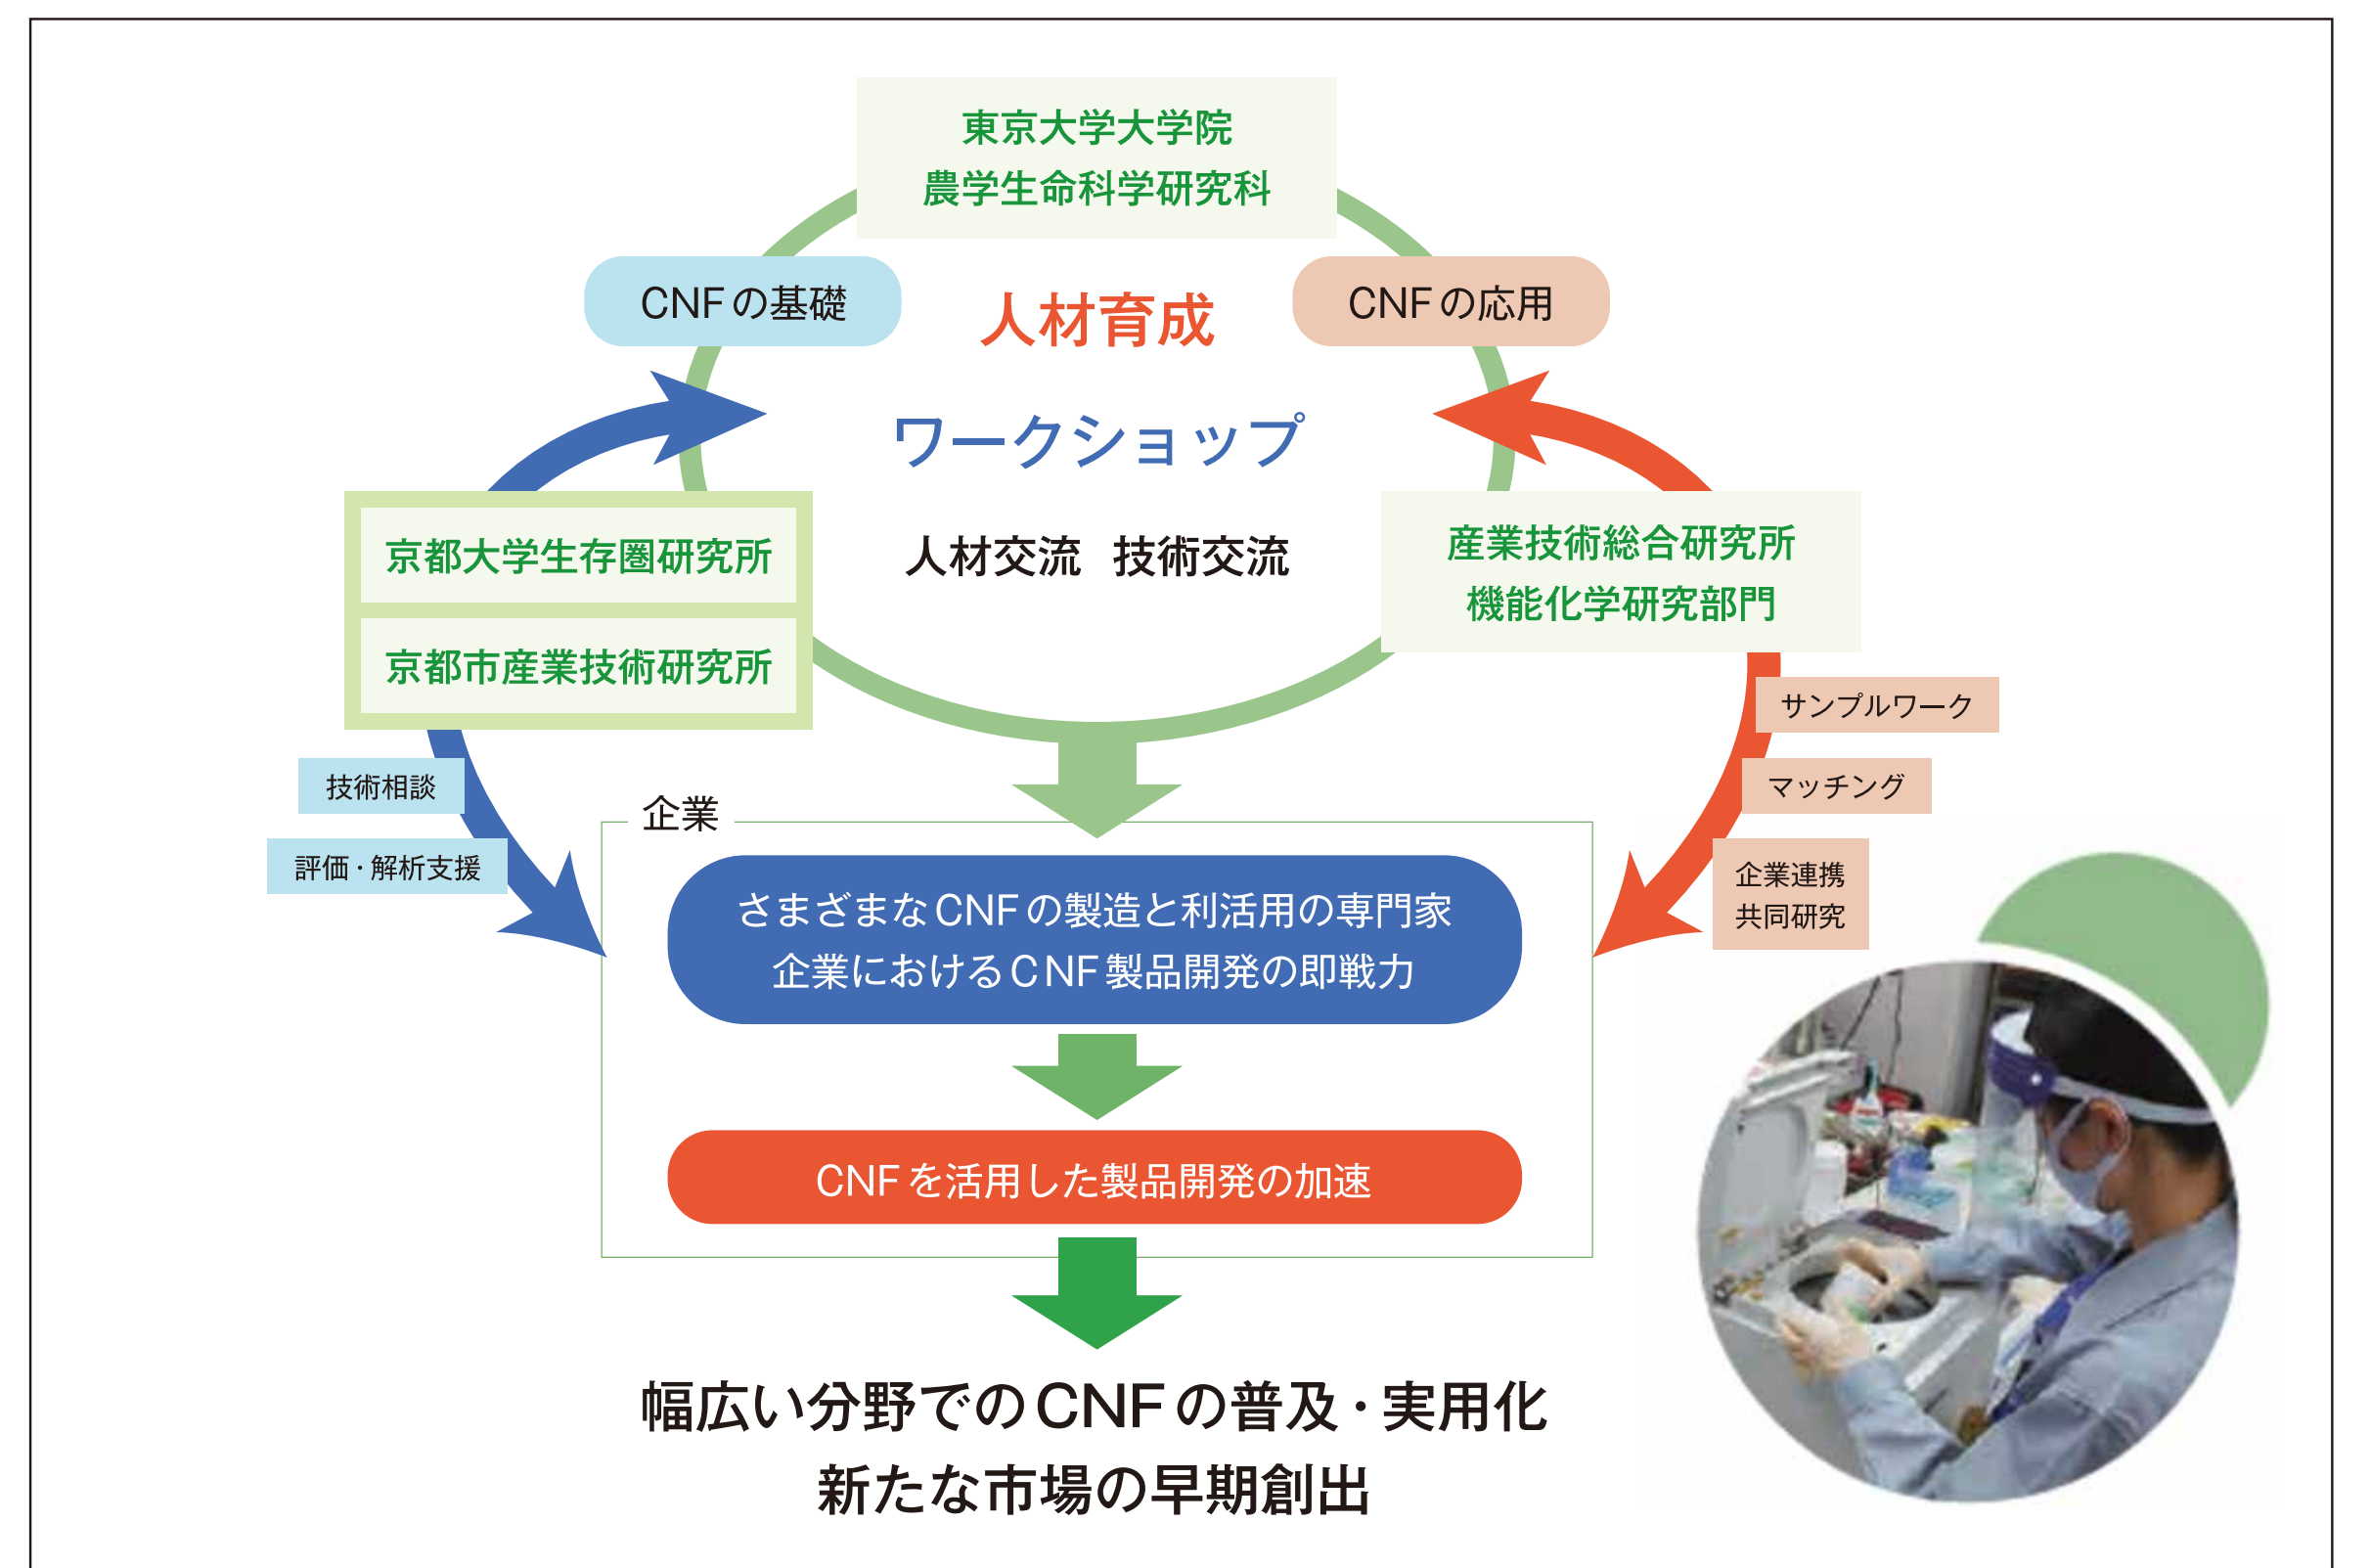 東京大学大学院
農学生命科学研究科
CNFの基礎
人材育成
CNFの応用
ワークショップ
人材交流 技術交流
京都大学生存圏研究所
京都市産業技術研究所
産業技術総合研究所
機能化学研究部門
サンプルワーク
マッチング
企業連携
共同研究
技術相談
評価・解析支援
企業
さまざまなCNFの製造と利活用の専門家
企業におけるCNF製品開発の即戦力
CNFを活用した製品開発の加速
幅広い分野でのCNFの普及・実用化
新たな市場の早期創出